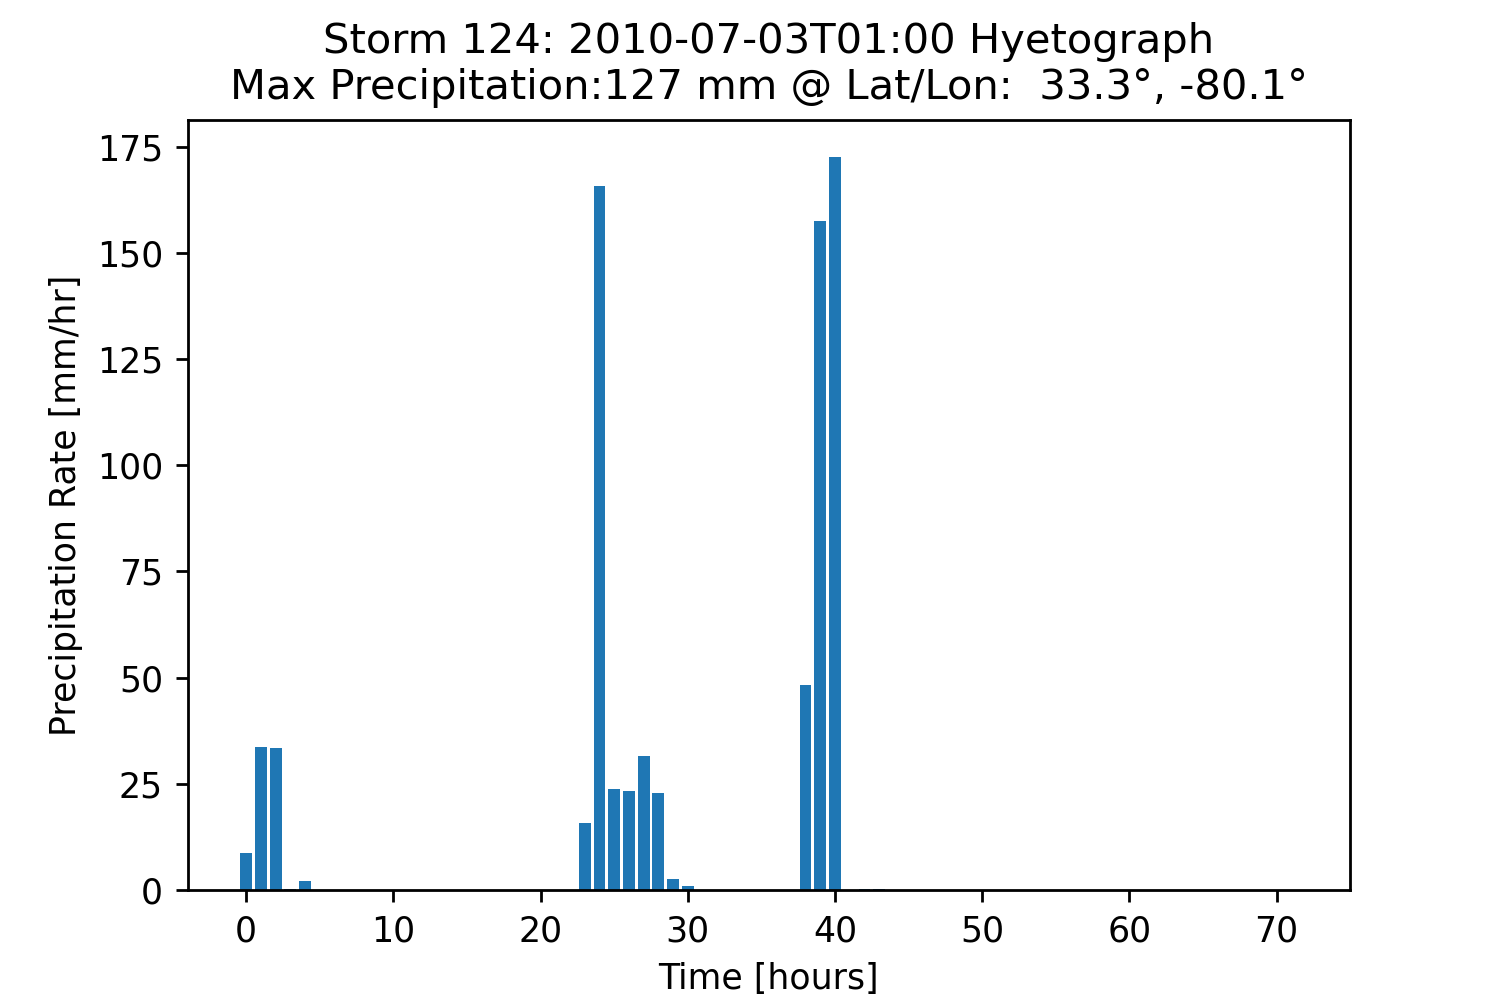 Storm 124: 2010-07-03T01:00 Hyetograph
Max Precipitation:127 mm @ Lat/Lon:  33.3°, -80.1°
175
150
125
100
75
50
25
0
Precipitation Rate [mm/hr]
0 10 20 30 40 50 60 70
Time [hours]